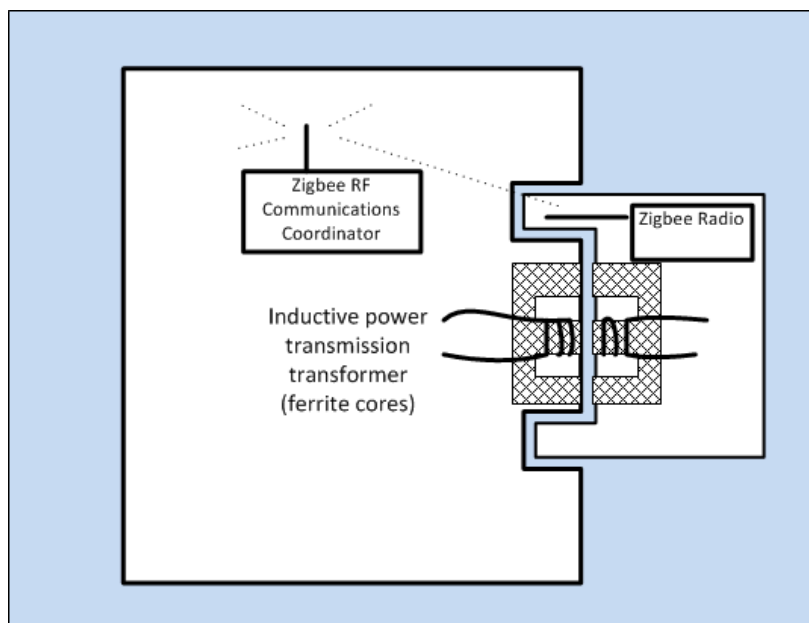 Zigbee RF
Communications
Coordinator
Zigbee Radio
Inductive power
transmission
transformer
(ferrite cores)